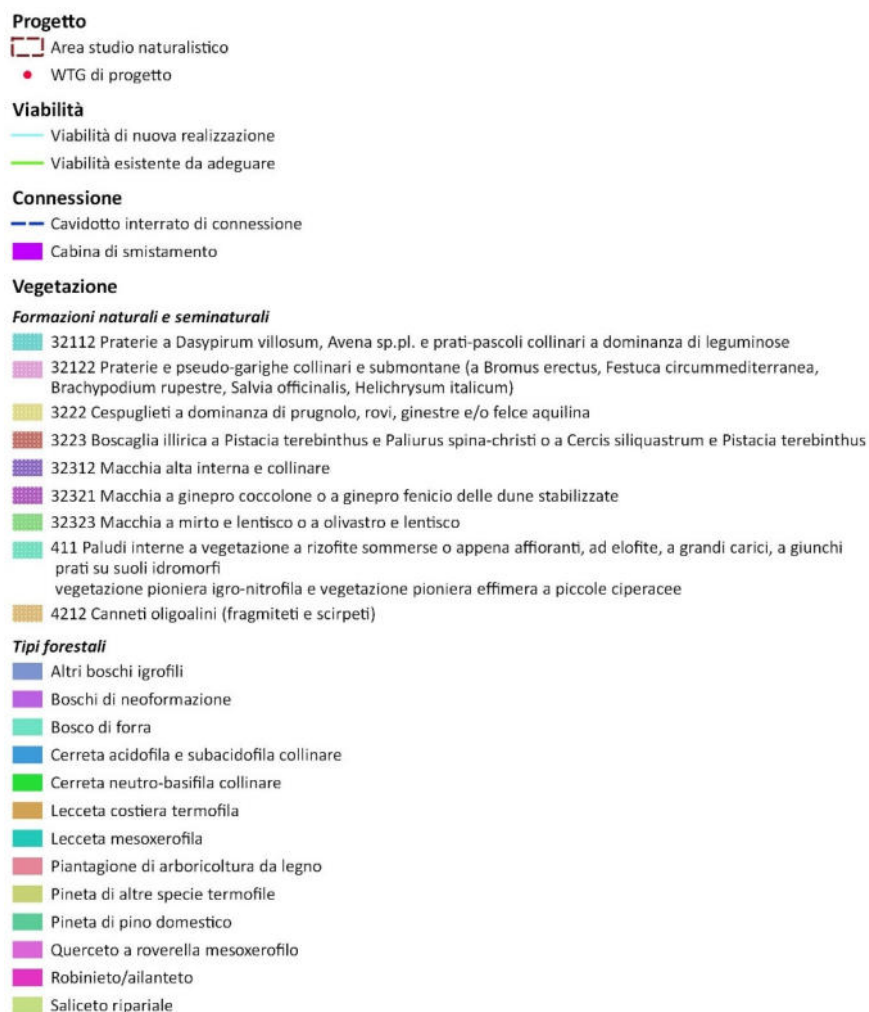 Progetto
Area studio naturalistico
WTG di progetto
Viabilità
Viabilità di nuova realizzazione
Viabilità esistente da adeguare
Connessione
Cavidotto interrato di connessione
Cabina di smistamento
Vegetazione
Formazioni naturali e seminaturali
32112 Praterie a Dasypirum villosum, Avena sp.pl. e prati-pascoli collinari a dominanza di leguminose
32122 Praterie e pseudo-garighe collinari e submontane (a Bromus erectus, Festuca circummediterranea,
Brachypodium rupestre, Salvia officinalis, Helichrysum italicum)
3222 Cespuglieti a dominanza di prugnolo, rovi, ginestre e/o felce aquilina
3223 Boscaglia illirica a Pistacia terebinthus e Paliurus spina-christi o a Cercis siliquastrum e Pistacia terebinthus
32312 Macchia alta interna e collinare
32321 Macchia a ginepro coccolone o a ginepro fenicio delle dune stabilizzate
32323 Macchia a mirto e lentisco o a olivastro e lentisco
411 Paludi interne a vegetazione a rizofite sommerse o appena affioranti, ad elofite, a grandi carici, a giunchi
prati su suoli idromorfi
vegetazione pioniera igro-nitrofila e vegetazione pioniera effimera a piccole ciperacee
4212 Canneti oligoalini (fragmiteti e scirpeti)
Tipi forestali
Altri boschi igrofili
Boschi di neoformazione
Bosco di forra
Cerreta acidofila e subacidofila collinare
Cerreta neutro-basifila collinare
Lecceta costiera termofila
Lecceta mesoxerofila
Piantagione di arboricoltura da legno
Pineta di altre specie termofile
Pineta di pino domestico
Querceto a roverella mesoxerofilo
Robinieto/ailanteto
Saliceto ripariale